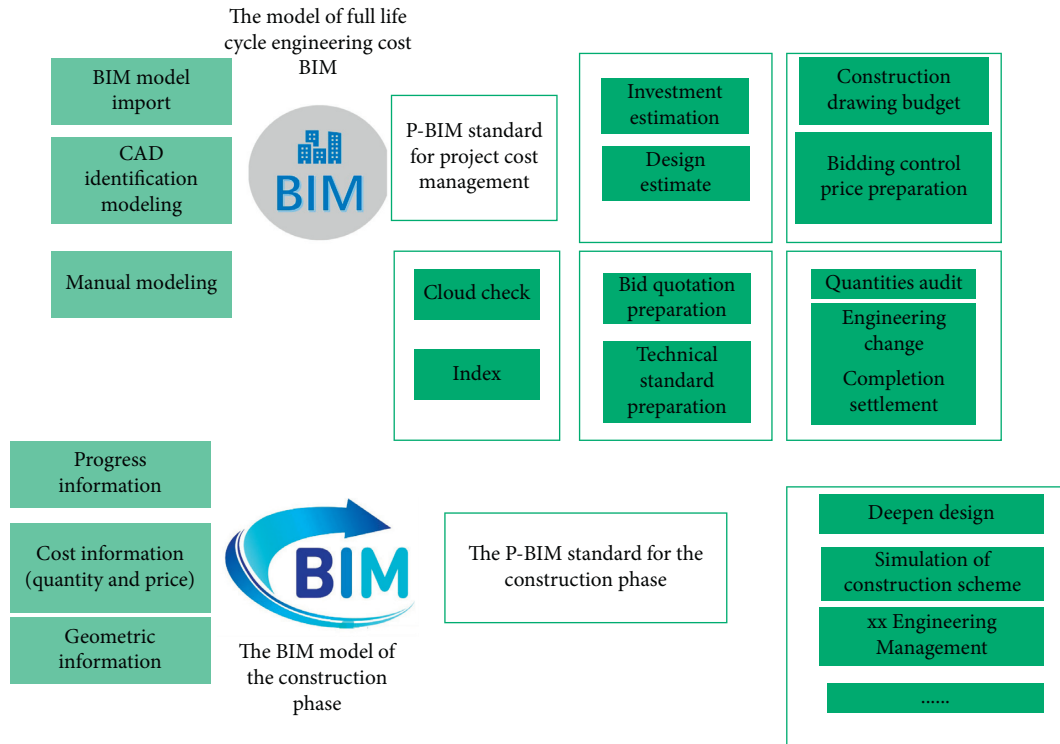 The model of full life
cycle engineering cost
BIM
BIM model
import
CAD
identification
modeling
Manual modeling
BIM
P-BIM standard
for project cost
management
Investment
estimation
Design
estimate
Construction
drawing budget
Bidding control
price preparation
Cloud check
Index
Bid quotation
preparation
Technical
standard
preparation
Quantities audit
Engineering
change
Completion
settlement
Progress
information
Cost information
(quantity and price)
Geometric
information
BIM
The BIM model of
the construction
phase
The P-BIM standard for the
construction phase
Deepen design
Simulation of
construction scheme
xx Engineering
Management
......